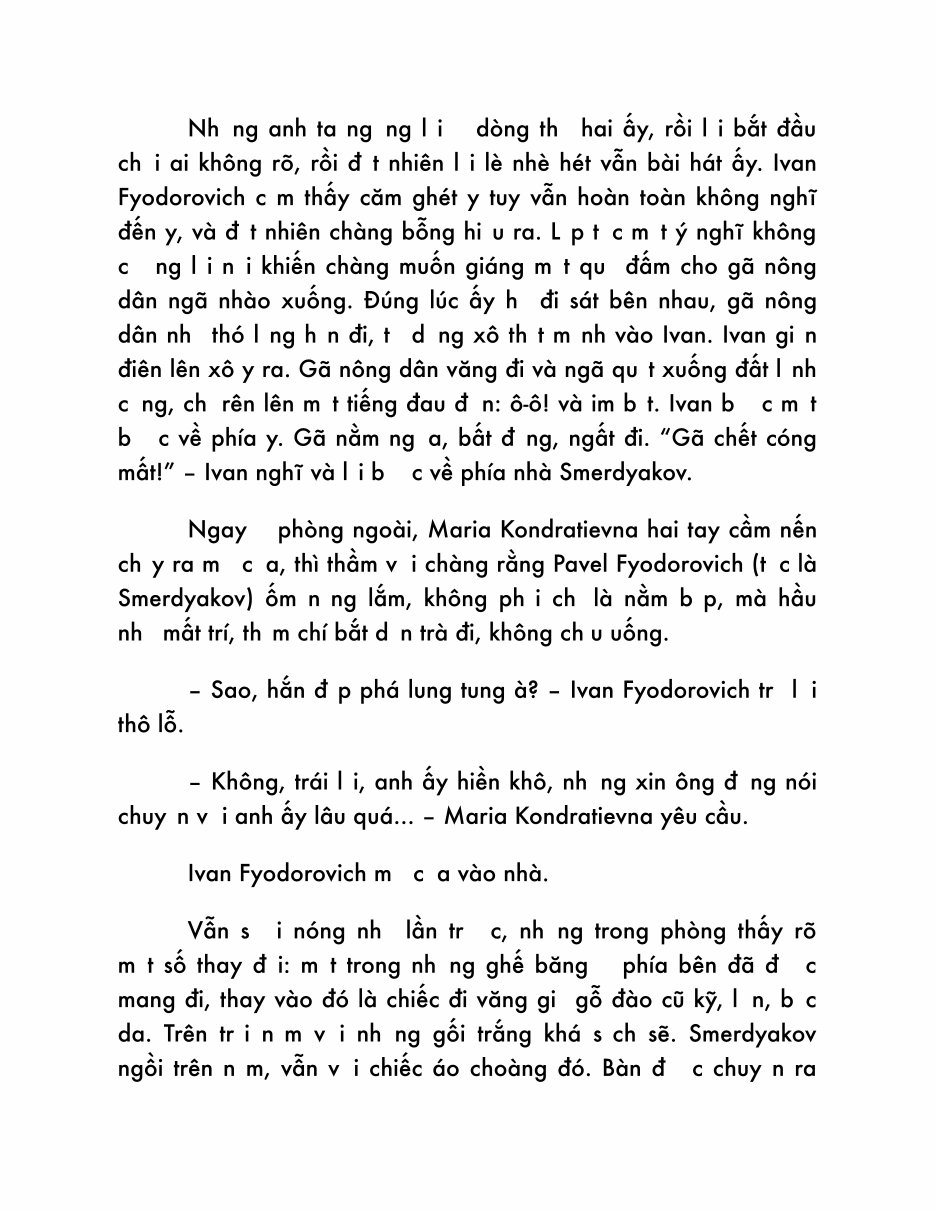 Nh ng anh ta ng ng l i   dòng th  hai ấy, rồi l i bắt đầu
ch i ai không rõ, rồi đ t nhiên l i lè nhè hét vẫn bài hát ấy. Ivan
Fyodorovich c m thấy căm ghét y tuy vẫn hoàn toàn không nghĩ
đến y, và đ t nhiên chàng bỗng hi u ra. L p t c m t ý nghĩ không
c  ng l i n i khiến chàng muốn giáng m t qu  đấm cho gã nông
dân ngã nhào xuống. Đúng lúc ấy h  đi sát bên nhau, gã nông
dân nh  thó l ng h n đi, t  d ng xô th t m nh vào Ivan. Ivan gi n
điên lên xô y ra. Gã nông dân văng đi và ngã qu t xuống đất l nh
c ng, ch  rên lên m t tiếng đau đ n: ô-ô! và im b t. Ivan b  c m t
b  c về phía y. Gã nằm ng a, bất đ ng, ngất đi. “Gã chết cóng
mất!” – Ivan nghĩ và l i b  c về phía nhà Smerdyakov.
Ngay   phòng ngoài, Maria Kondratievna hai tay cầm nến
ch y ra m  c a, thì thầm v i chàng rằng Pavel Fyodorovich (t c là
Smerdyakov) ốm n ng lắm, không ph i ch  là nằm b p, mà hầu
nh  mất trí, th m chí bắt d n trà đi, không ch u uống.
– Sao, hắn đ p phá lung tung à? – Ivan Fyodorovich tr  l i
thô lỗ.
– Không, trái l i, anh ấy hiền khô, nh ng xin ông đ ng nói
chuy n v i anh ấy lâu quá... – Maria Kondratievna yêu cầu.
Ivan Fyodorovich m  c a vào nhà.
Vẫn s  i nóng nh  lần tr  c, nh ng trong phòng thấy rõ
m t số thay đ i: m t trong nh ng ghế băng   phía bên đã đ  c
mang đi, thay vào đó là chiếc đi văng gi  gỗ đào cũ kỹ, l n, b c
da. Trên tr i n m v i nh ng gối trắng khá s ch sẽ. Smerdyakov
ngồi trên n m, vẫn v i chiếc áo choàng đó. Bàn đ  c chuy n ra